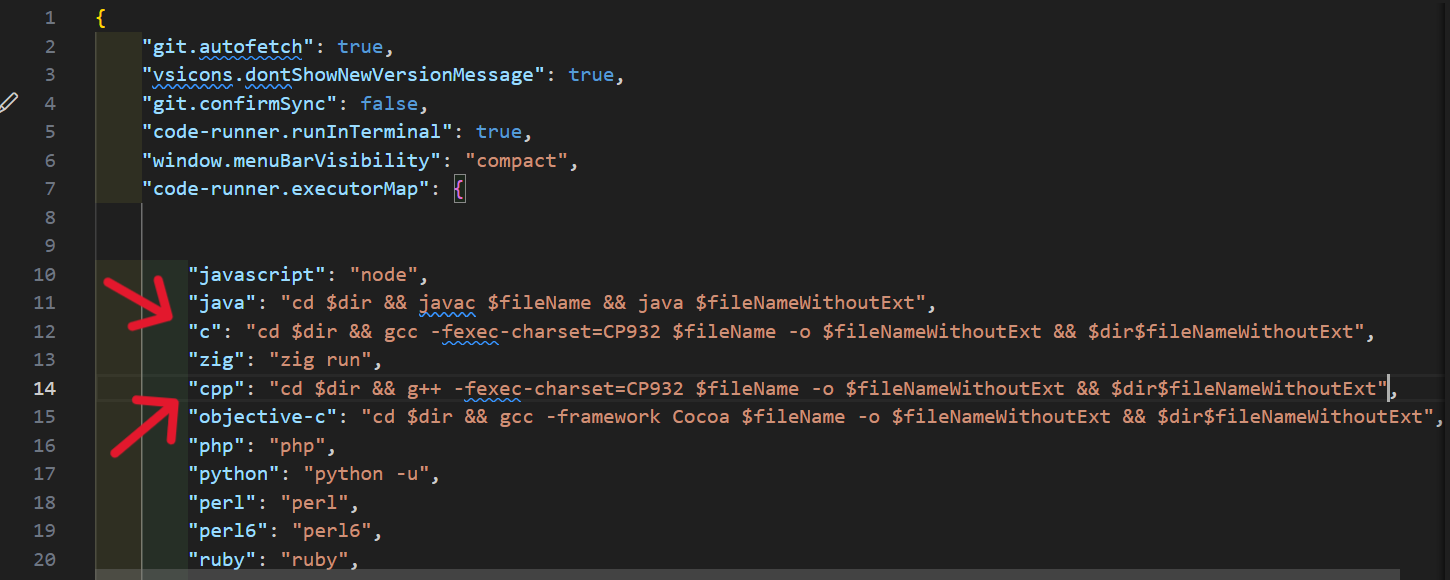 1 {
2 "git.autofetch": true,
3 "vsicons.dontShowNewVersionMessage": true,
4 "git.confirmSync": false,
5 "code-runner.runInTerminal": true,
6 "window.menuBarVisibility": "compact",
7 "code-runner.executorMap": {
8
9
10 "javascript": "node",
11 "java": "cd $dir && javac $fileName && java $fileNameWithoutExt",
12 "c": "cd $dir && gcc -fexec-charset=CP932 $fileName -o $fileNameWithoutExt && $dir$fileNameWithoutExt",
13 "zig": "zig run",
14 "cpp": "cd $dir && g++ -fexec-charset=CP932 $fileName -o $fileNameWithoutExt && $dir$fileNameWithoutExt",
15 "objective-c": "cd $dir && gcc -framework Cocoa $fileName -o $fileNameWithoutExt && $dir$fileNameWithoutExt",
16 "php": "php",
17 "python": "python -u",
18 "perl": "perl",
19 "perl6": "perl6",
20 "ruby": "ruby",